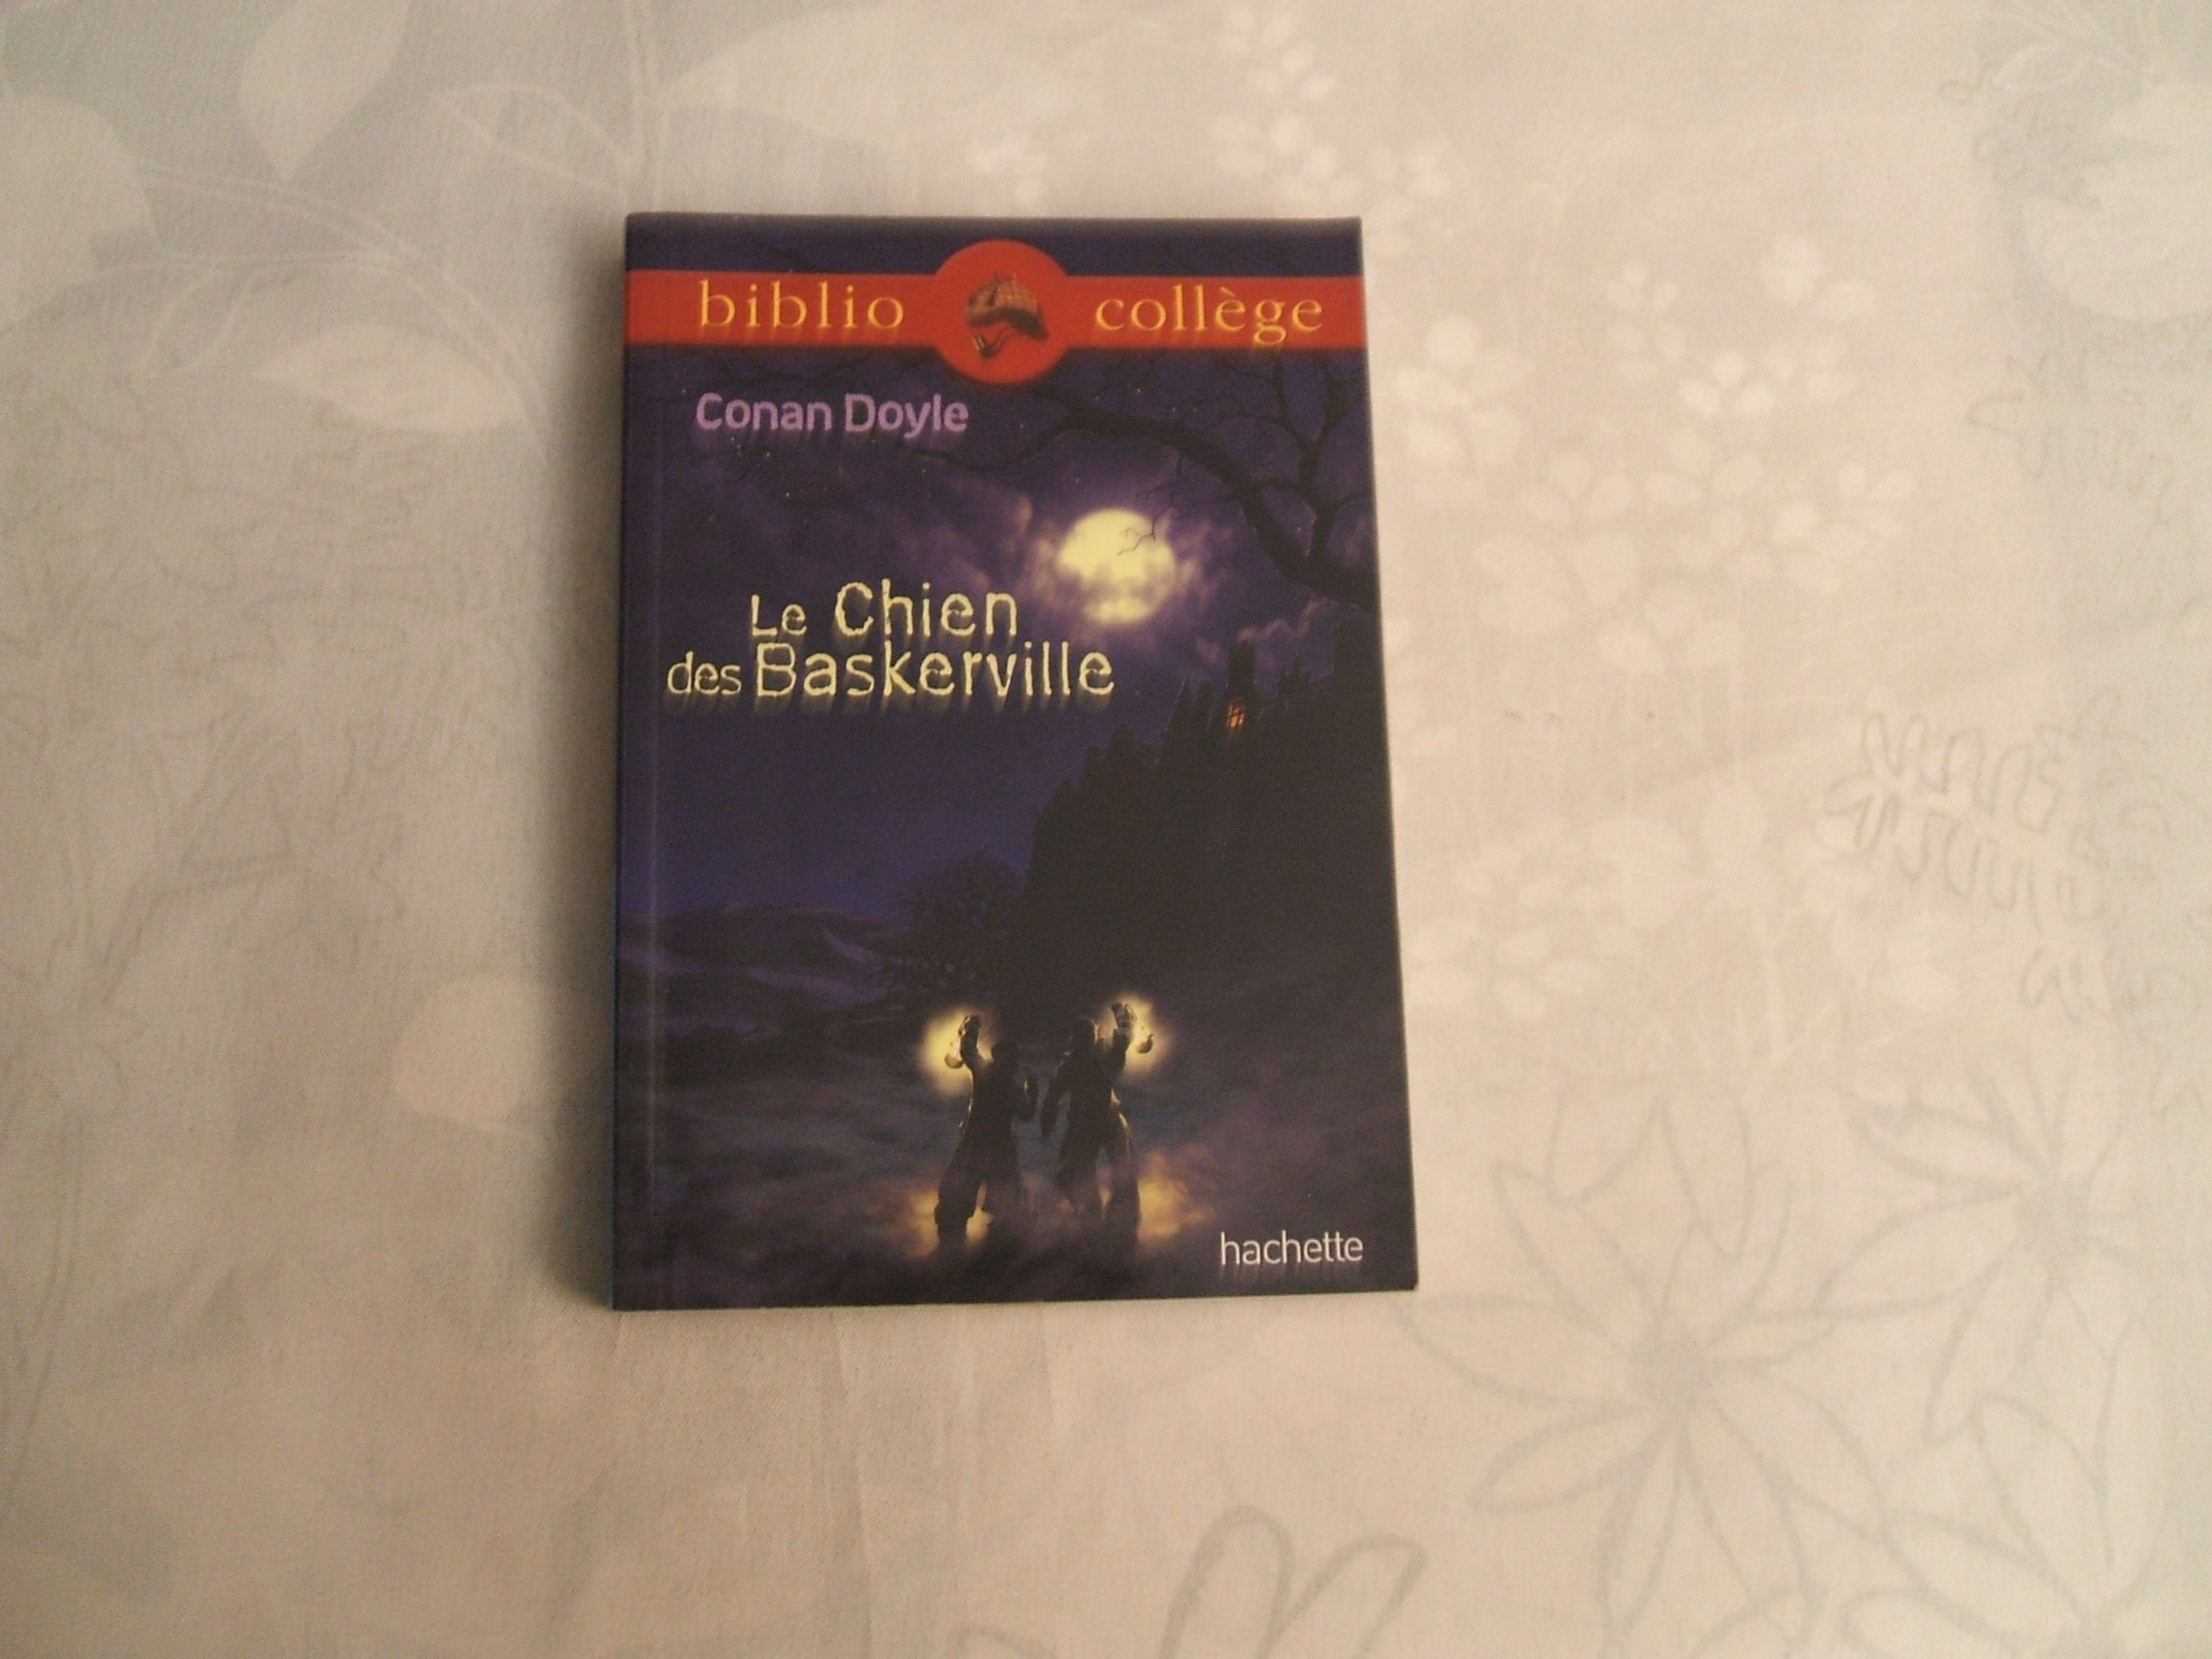 biblio collège
Conan Doyle
Le Chien
des Baskerville
hachette